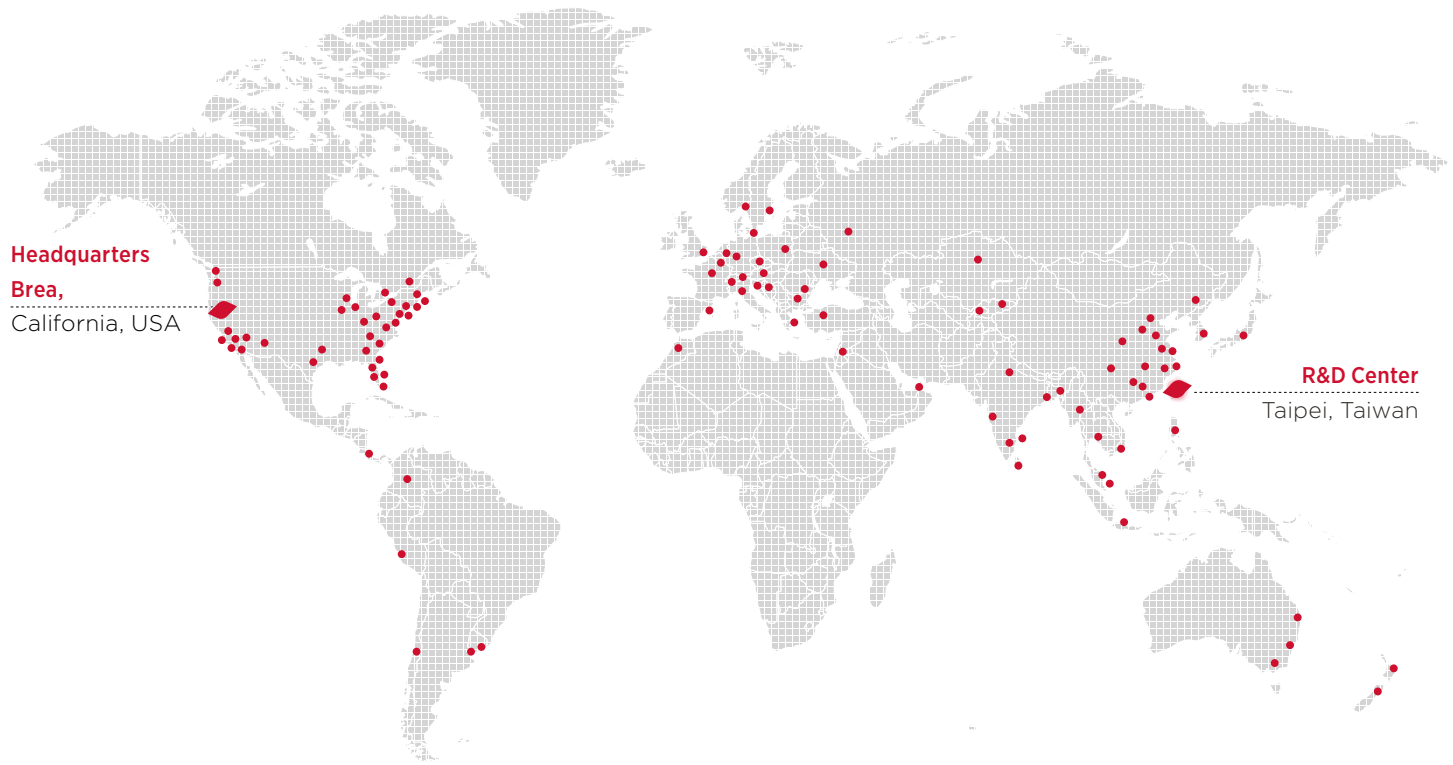 Headquarters
Brea,
California, USA
R&D Center
Taipei, Taiwan